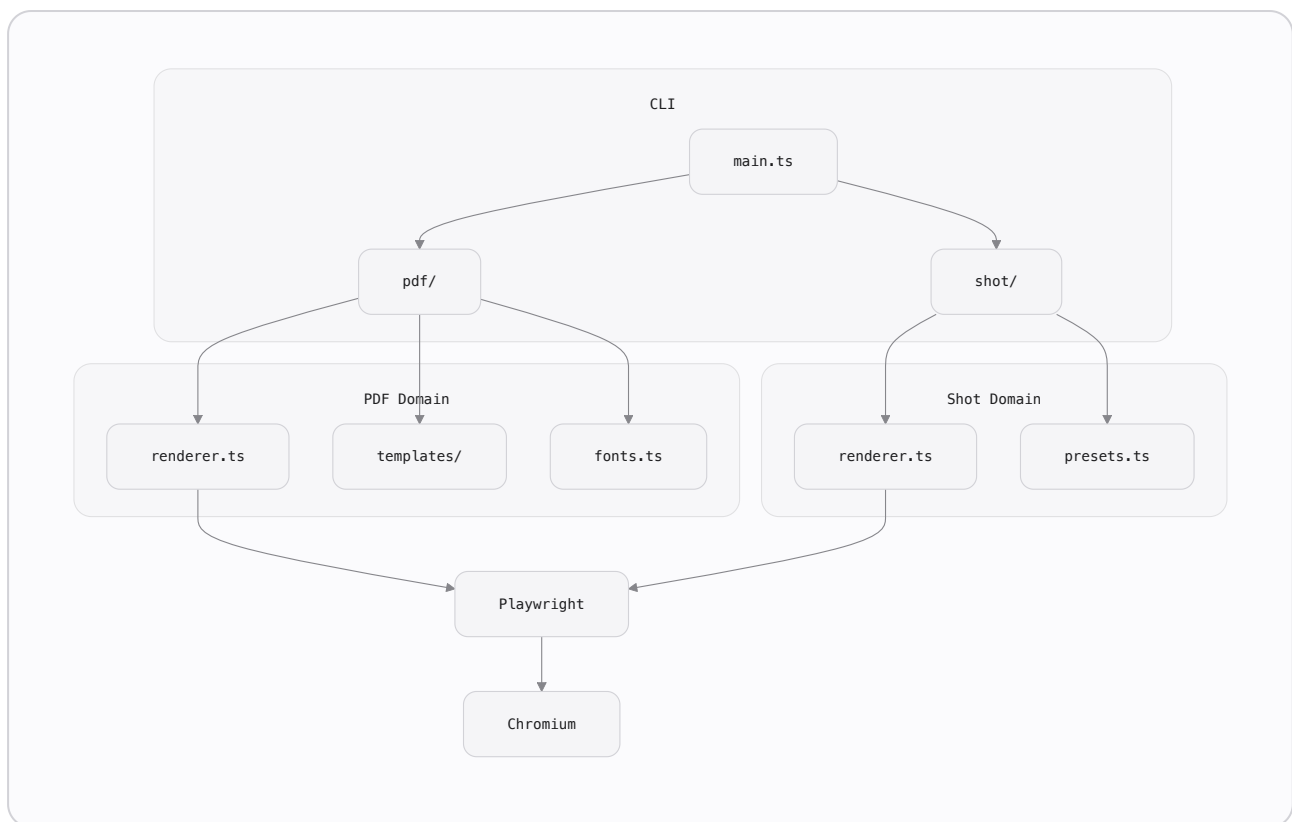 CLI
main.ts
pdf/
shot/
PDF Domain
Shot Domain
renderer.ts
templates/
fonts.ts
renderer.ts
presets.ts
Playwright
Chromium